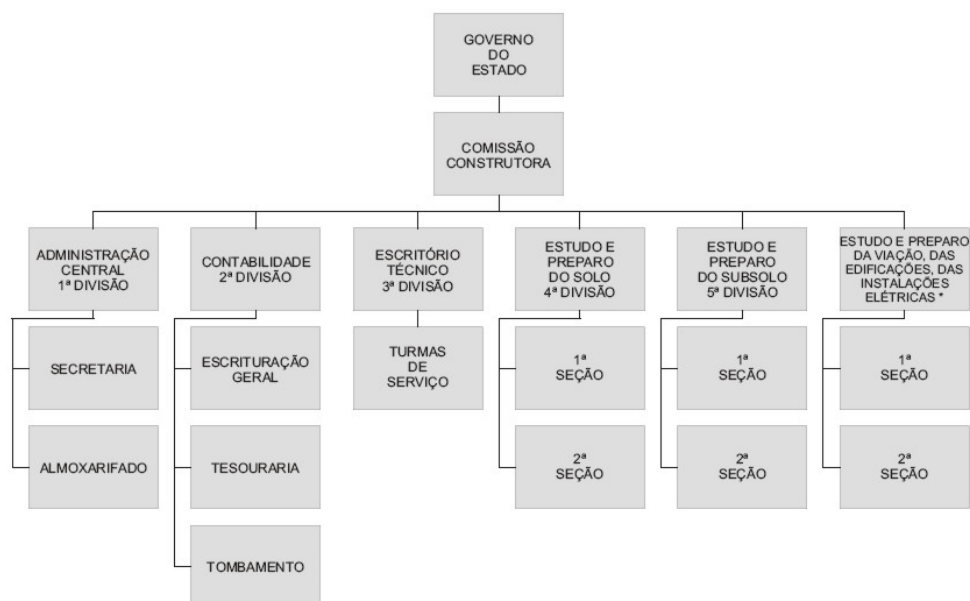 GOVERNO
DO
ESTADO
COMISSÃO
CONSTRUTORA
ADMINISTRAÇÃO
CENTRAL
1ª DIVISÃO
CONTABILIDADE
2ª DIVISÃO
ESCRITÓRIO
TÉCNICO
3ª DIVISÃO
ESTUDO E
PREPARO
DO SOLO
4ª DIVISÃO
ESTUDO E
PREPARO
DO SUBSOLO
5ª DIVISÃO
ESTUDO E PREPARO
DA VIAÇÃO, DAS
EDIFICAÇÕES, DAS
INSTALAÇÕES
ELÉTRICAS *
SECRETARIA
ESCRITURAÇÃO
GERAL
TURMAS
DE
SERVIÇO
1ª
SEÇÃO
1ª
SEÇÃO
1ª
SEÇÃO
ALMOXARIFADO
TESOURARIA
2ª
SEÇÃO
2ª
SEÇÃO
2ª
SEÇÃO
TOMBAMENTO